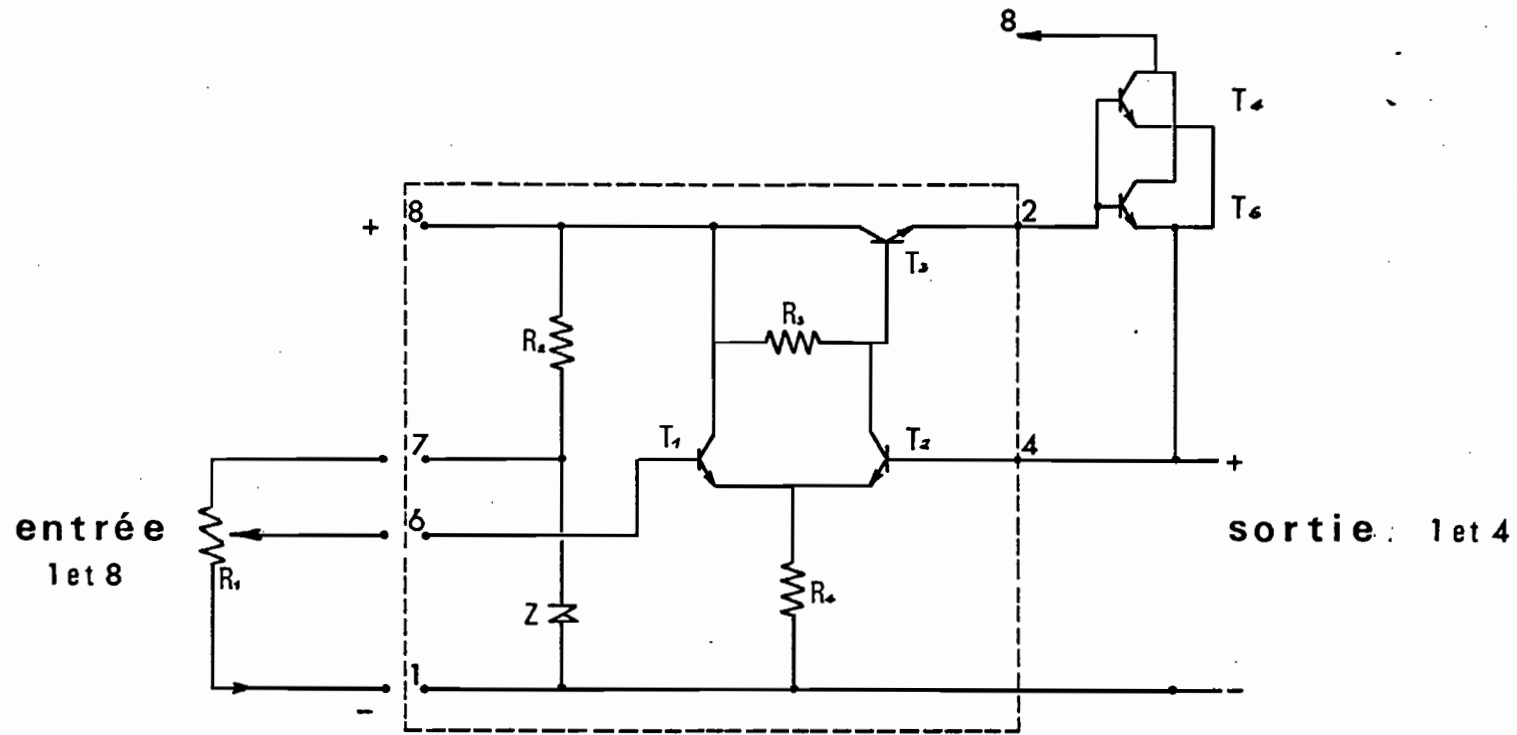 8
T₄
T₅
+ 8
2
T₃
R₃
R₂
7
T₁
T₂
4
+
entrée
1 et 8
R₁
6
sortie : 1 et 4
Z
R₄
1
-
-